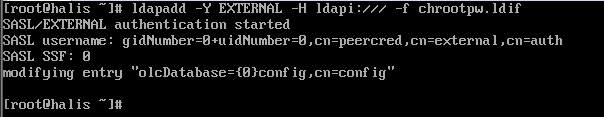 [root@halis ~]# ldapadd -Y EXTERNAL -H ldapi:/// -f chrootpw.ldif
SASL/EXTERNAL authentication started
SASL username: gidNumber=0+uidNumber=0,cn=peercred,cn=external,cn=auth
SASL SSF: 0
modifying entry "olcDatabase={0}config,cn=config"
[root@halis ~]#